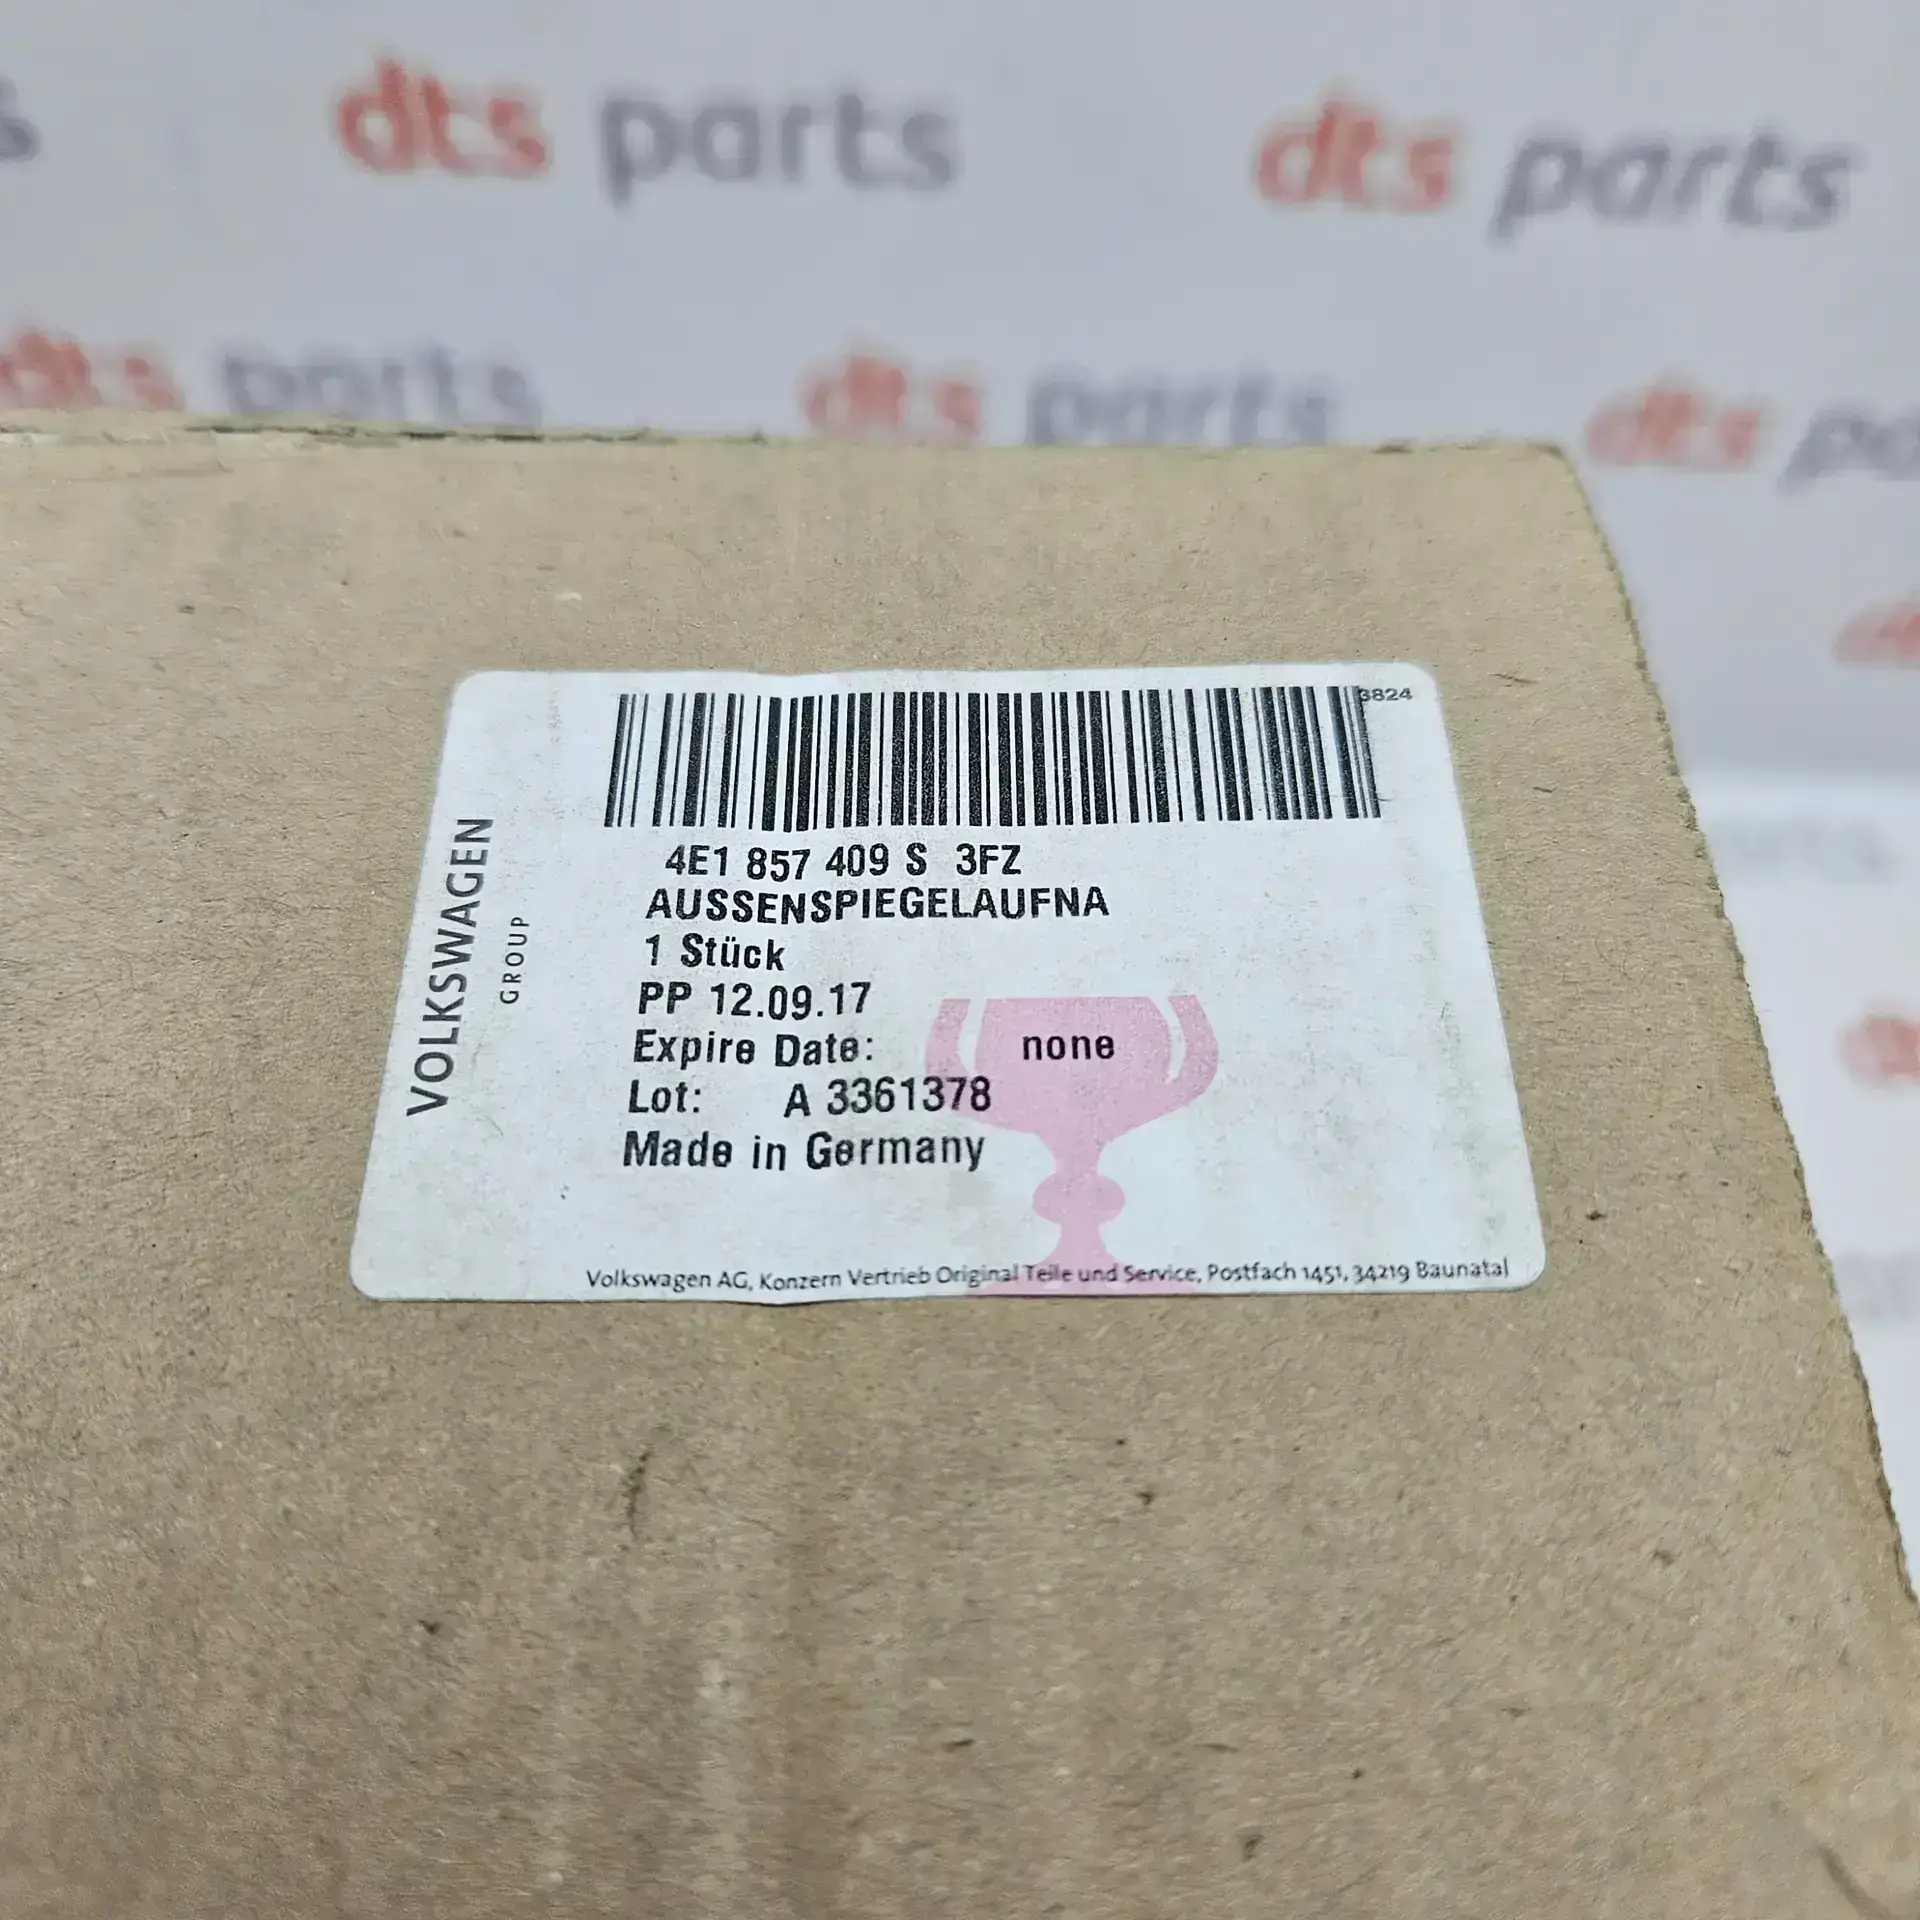 dts parts
dts parts
dts parts
dts parts
dts
3824
4E1 857 409 S 3FZ
AUSSENSPIEGELAUFNA
1 Stück
PP 12.09.17
Expire Date: none
Lot: A 3361378
Made in Germany
VOLKSWAGEN
GROUP
Volkswagen AG, Konzern Vertrieb Original Teile und Service, Postfach 1451, 34219 Baunatal